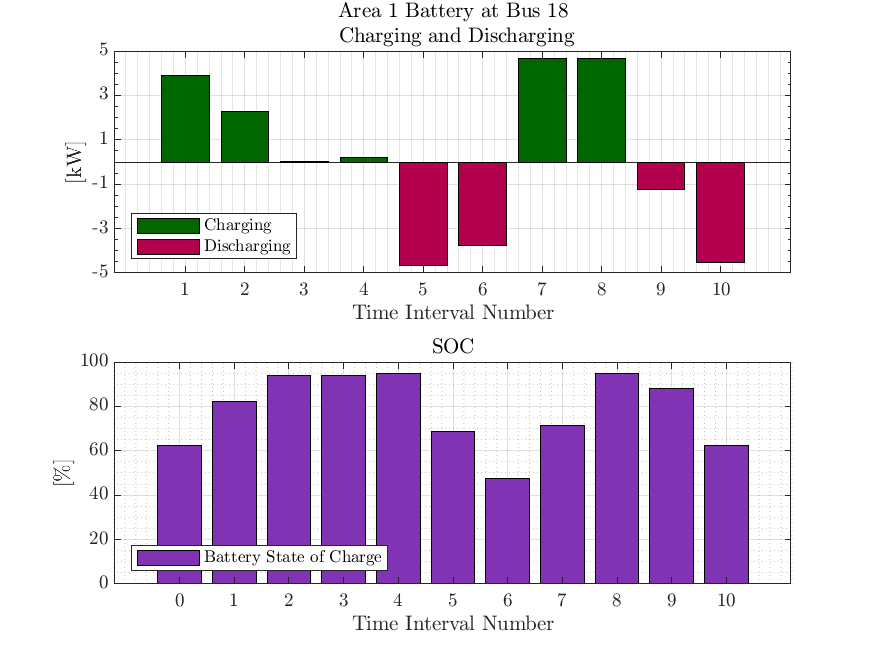 Area 1 Battery at Bus 18
Charging and Discharging
5
3
1
-1
-3
-5
[kW]
Charging
Discharging
1 2 3 4 5 6 7 8 9 10
Time Interval Number
SOC
100
80
60
40
20
0
[%]
Battery State of Charge
0 1 2 3 4 5 6 7 8 9 10
Time Interval Number